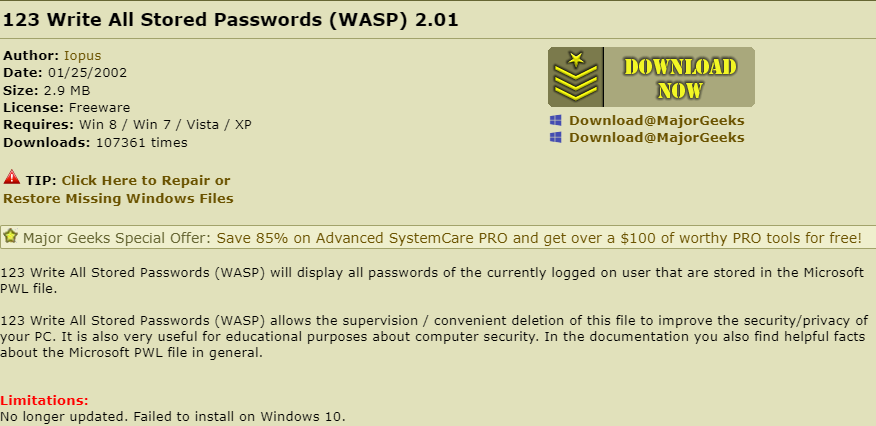 123 Write All Stored Passwords (WASP) 2.01
Author: Iopus
Date: 01/25/2002
Size: 2.9 MB
License: Freeware
Requires: Win 8 / Win 7 / Vista / XP
Downloads: 107361 times
DOWNLOAD
NOW
Download@MajorGeeks
Download@MajorGeeks
TIP: Click Here to Repair or
Restore Missing Windows Files
Major Geeks Special Offer: Save 85% on Advanced SystemCare PRO and get over a $100 of worthy PRO tools for free!
123 Write All Stored Passwords (WASP) will display all passwords of the currently logged on user that are stored in the Microsoft
PWL file.
123 Write All Stored Passwords (WASP) allows the supervision / convenient deletion of this file to improve the security/privacy of
your PC. It is also very useful for educational purposes about computer security. In the documentation you also find helpful facts
about the Microsoft PWL file in general.
Limitations:
No longer updated. Failed to install on Windows 10.